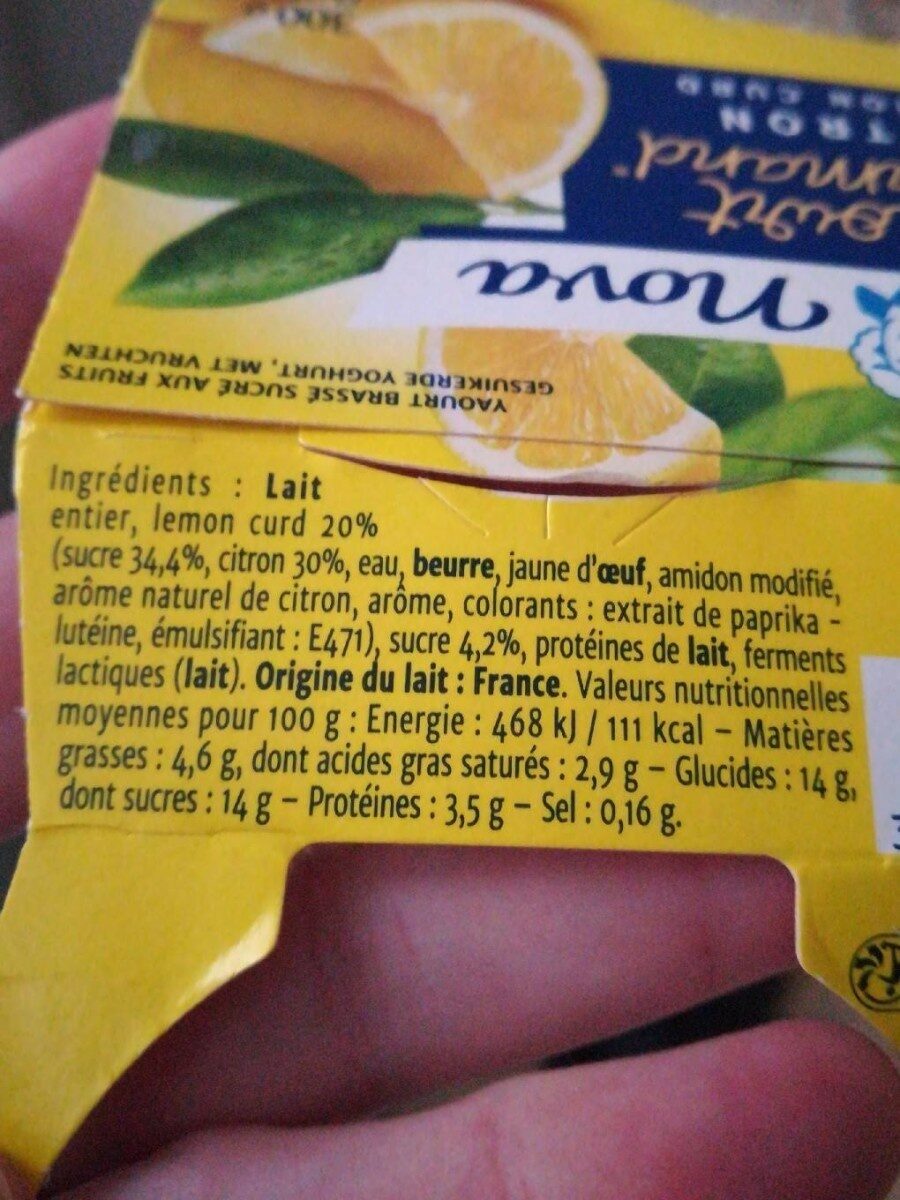 nova
YAOURT BRASSÉ SUCRÉ AUX FRUITS
GESUIKERDE YOGHURT, MET VRUCHTEN
Ingrédients : Lait
entier, lemon curd 20%
(sucre 34,4%, citron 30%, eau, beurre, jaune d'œuf, amidon modifié,
arôme naturel de citron, arôme, colorants : extrait de paprika -
lutéine, émulsifiant : E471), sucre 4,2%, protéines de lait, ferments
lactiques (lait). Origine du lait : France. Valeurs nutritionnelles
moyennes pour 100 g : Energie : 468 kJ / 111 kcal – Matières
grasses : 4,6 g, dont acides gras saturés : 2,9 g – Glucides : 14 g,
dont sucres : 14 g – Protéines : 3,5 g – Sel : 0,16 g.